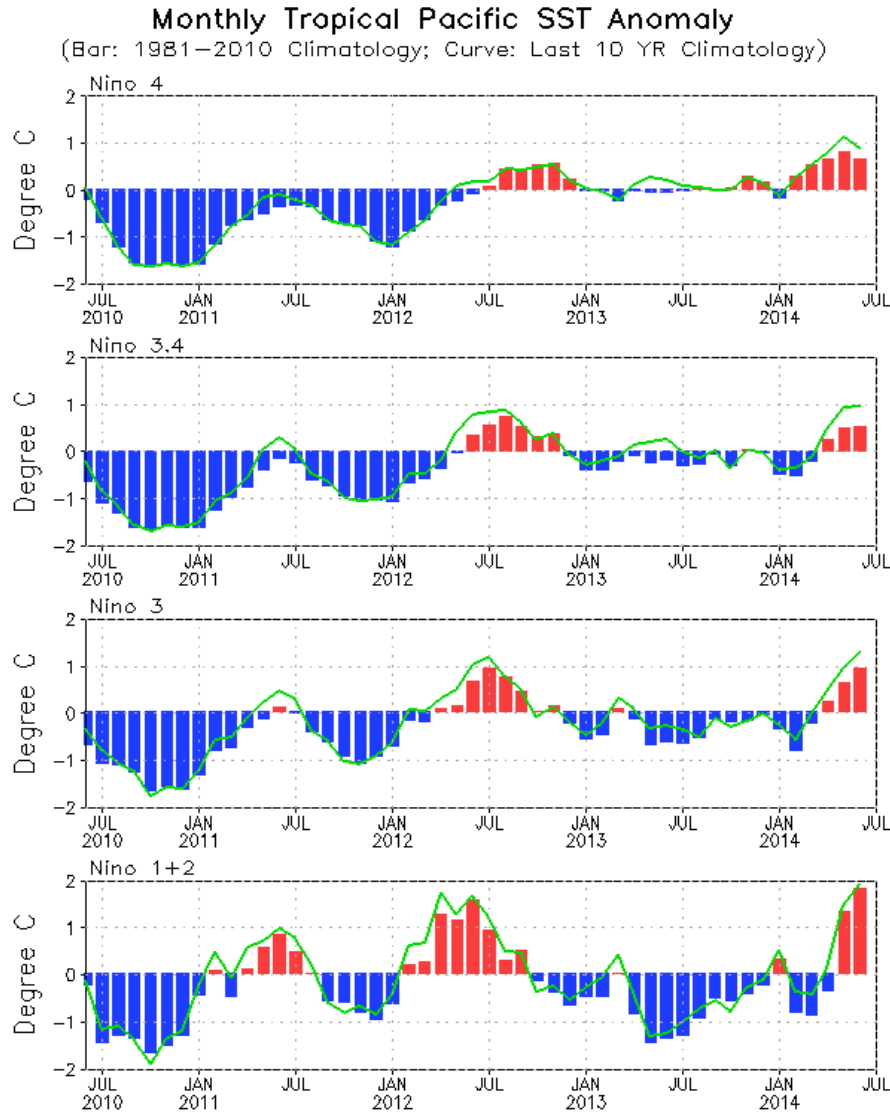 Monthly Tropical Pacific SST Anomaly
(Bar: 1981–2010 Climatology; Curve: Last 10 YR Climatology)
Nino 4
Degree C
2
1
0
−1
−2
JUL JAN JUL JAN JUL JAN JUL JAN JUL
2010 2011 2012 2013 2014
Nino 3.4
Degree C
2
1
0
−1
−2
JUL JAN JUL JAN JUL JAN JUL JAN JUL
2010 2011 2012 2013 2014
Nino 3
Degree C
2
1
0
−1
−2
JUL JAN JUL JAN JUL JAN JUL JAN JUL
2010 2011 2012 2013 2014
Nino 1+2
Degree C
2
1
0
−1
−2
JUL JAN JUL JAN JUL JAN JUL JAN JUL
2010 2011 2012 2013 2014